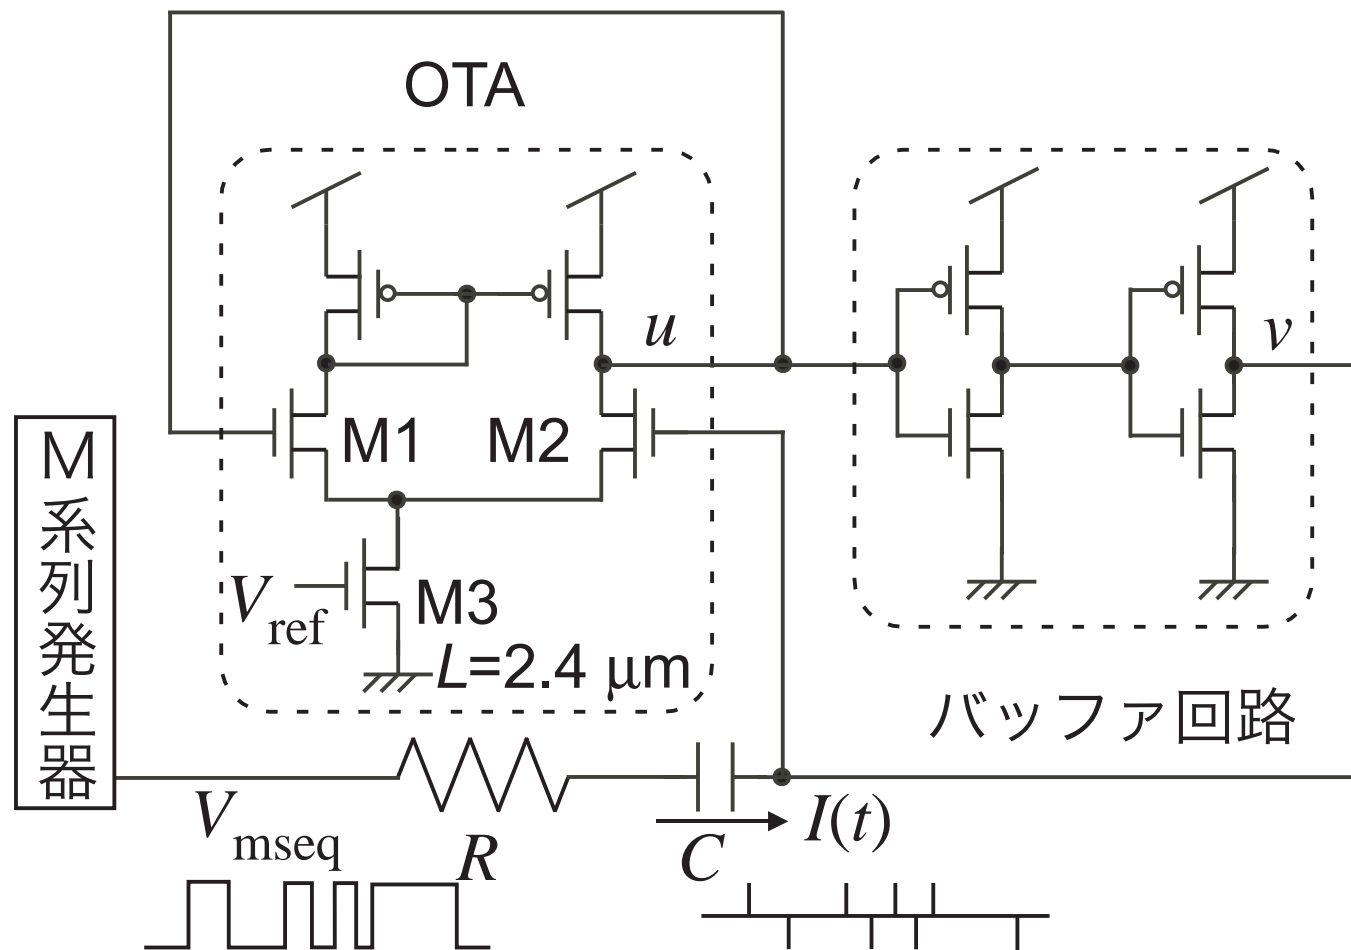 OTA
u
v
M1
M2
M系列発生器
V_ref
M3
L=2.4 μm
バッファ回路
V_mseq
R
C
I(t)